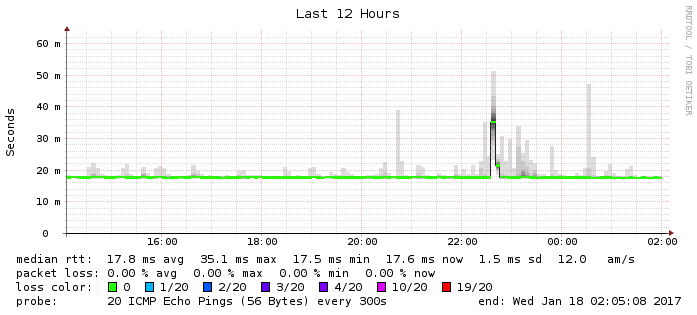 Last 12 Hours
RRDTOOL / TOBI OETIKER
Seconds
60 m
50 m
40 m
30 m
20 m
10 m
0
16:00 18:00 20:00 22:00 00:00 02:00
median rtt: 17.8 ms avg 35.1 ms max 17.5 ms min 17.6 ms now 1.5 ms sd 12.0 am/s
packet loss: 0.00 % avg 0.00 % max 0.00 % min 0.00 % now
loss color: 0 1/20 2/20 3/20 4/20 10/20 19/20
probe: 20 ICMP Echo Pings (56 Bytes) every 300s end: Wed Jan 18 02:05:08 2017